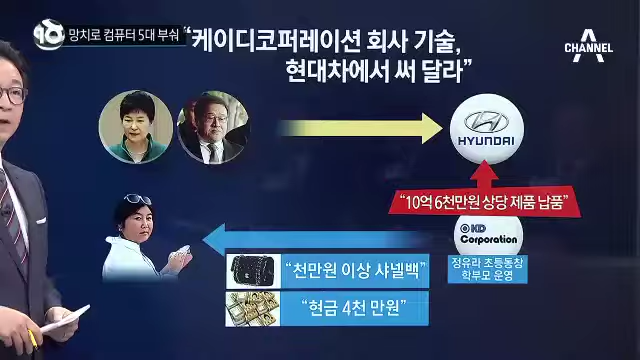 망치로 컴퓨터 5대 부숴
“케이디코퍼레이션 회사 기술,
현대차에서 써 달라”
CHANNEL
HYUNDAI
“10억 6천만원 상당 제품 납품”
KD
Corporation
정유라 초등동창
학부모 운영
“천만원 이상 샤넬백”
“현금 4천 만원”